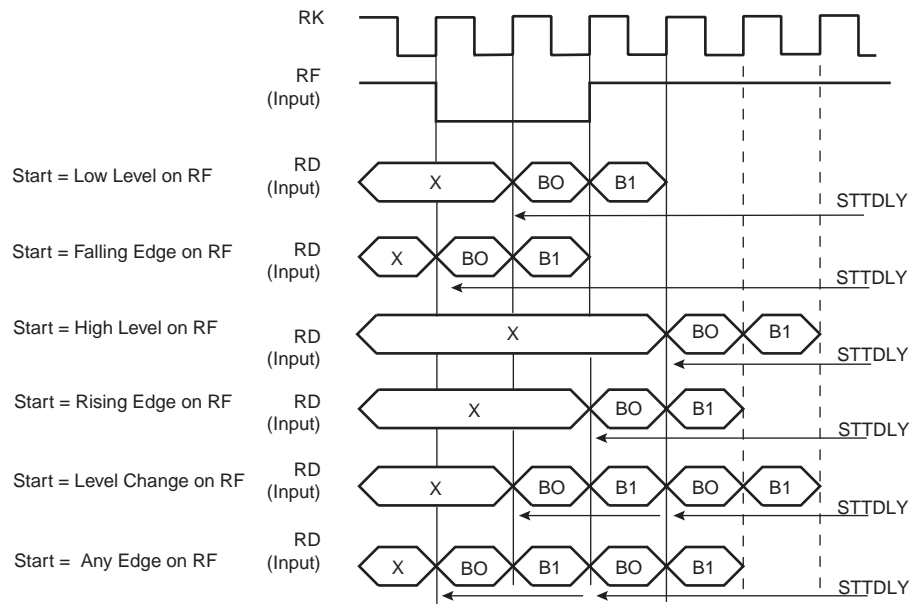 RK
RF
(Input)
Start = Low Level on RF
RD
(Input)
X
BO
B1
STTDLY
Start = Falling Edge on RF
RD
(Input)
X
BO
B1
STTDLY
Start = High Level on RF
RD
(Input)
X
BO
B1
STTDLY
Start = Rising Edge on RF
RD
(Input)
X
BO
B1
STTDLY
Start = Level Change on RF
RD
(Input)
X
BO
B1
BO
B1
STTDLY
Start = Any Edge on RF
RD
(Input)
X
BO
B1
BO
B1
STTDLY